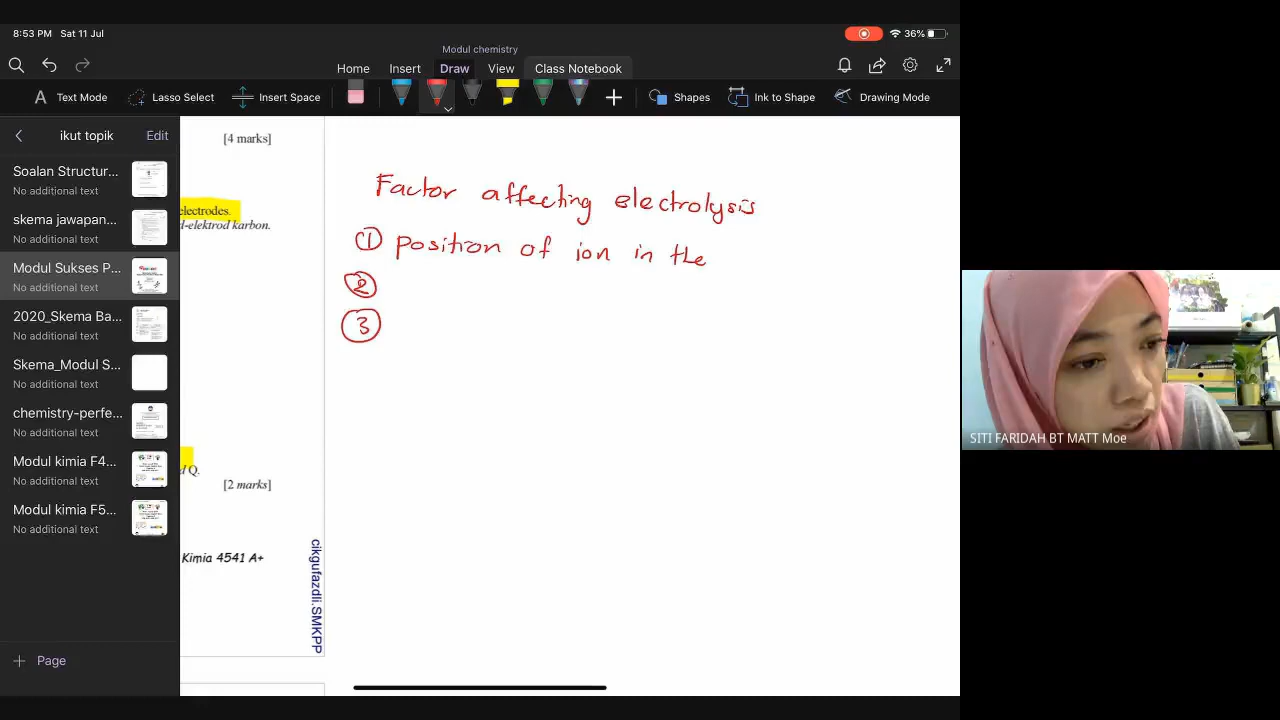 8:53 PM Sat 11 Jul
36%
Modul chemistry
Home Insert Draw View Class Notebook
A Text Mode Lasso Select Insert Space Shapes Ink to Shape Drawing Mode
ikut topik Edit
Soalan Structur...
No additional text
skema jawapan...
No additional text
Modul Sukses P...
No additional text
2020_Skema Ba...
No additional text
Skema_Modul S...
No additional text
chemistry-perfe...
No additional text
Modul kimia F4...
No additional text
Modul kimia F5...
No additional text
Page
[4 marks]
electrodes.
d-elektrod karbon.
d Q.
[2 marks]
Kimia 4541 A+
cikgufazdli.SMKPP
Factor affecting electrolysis
1 position of ion in the
2
3
SITI FARIDAH BT MATT Moe